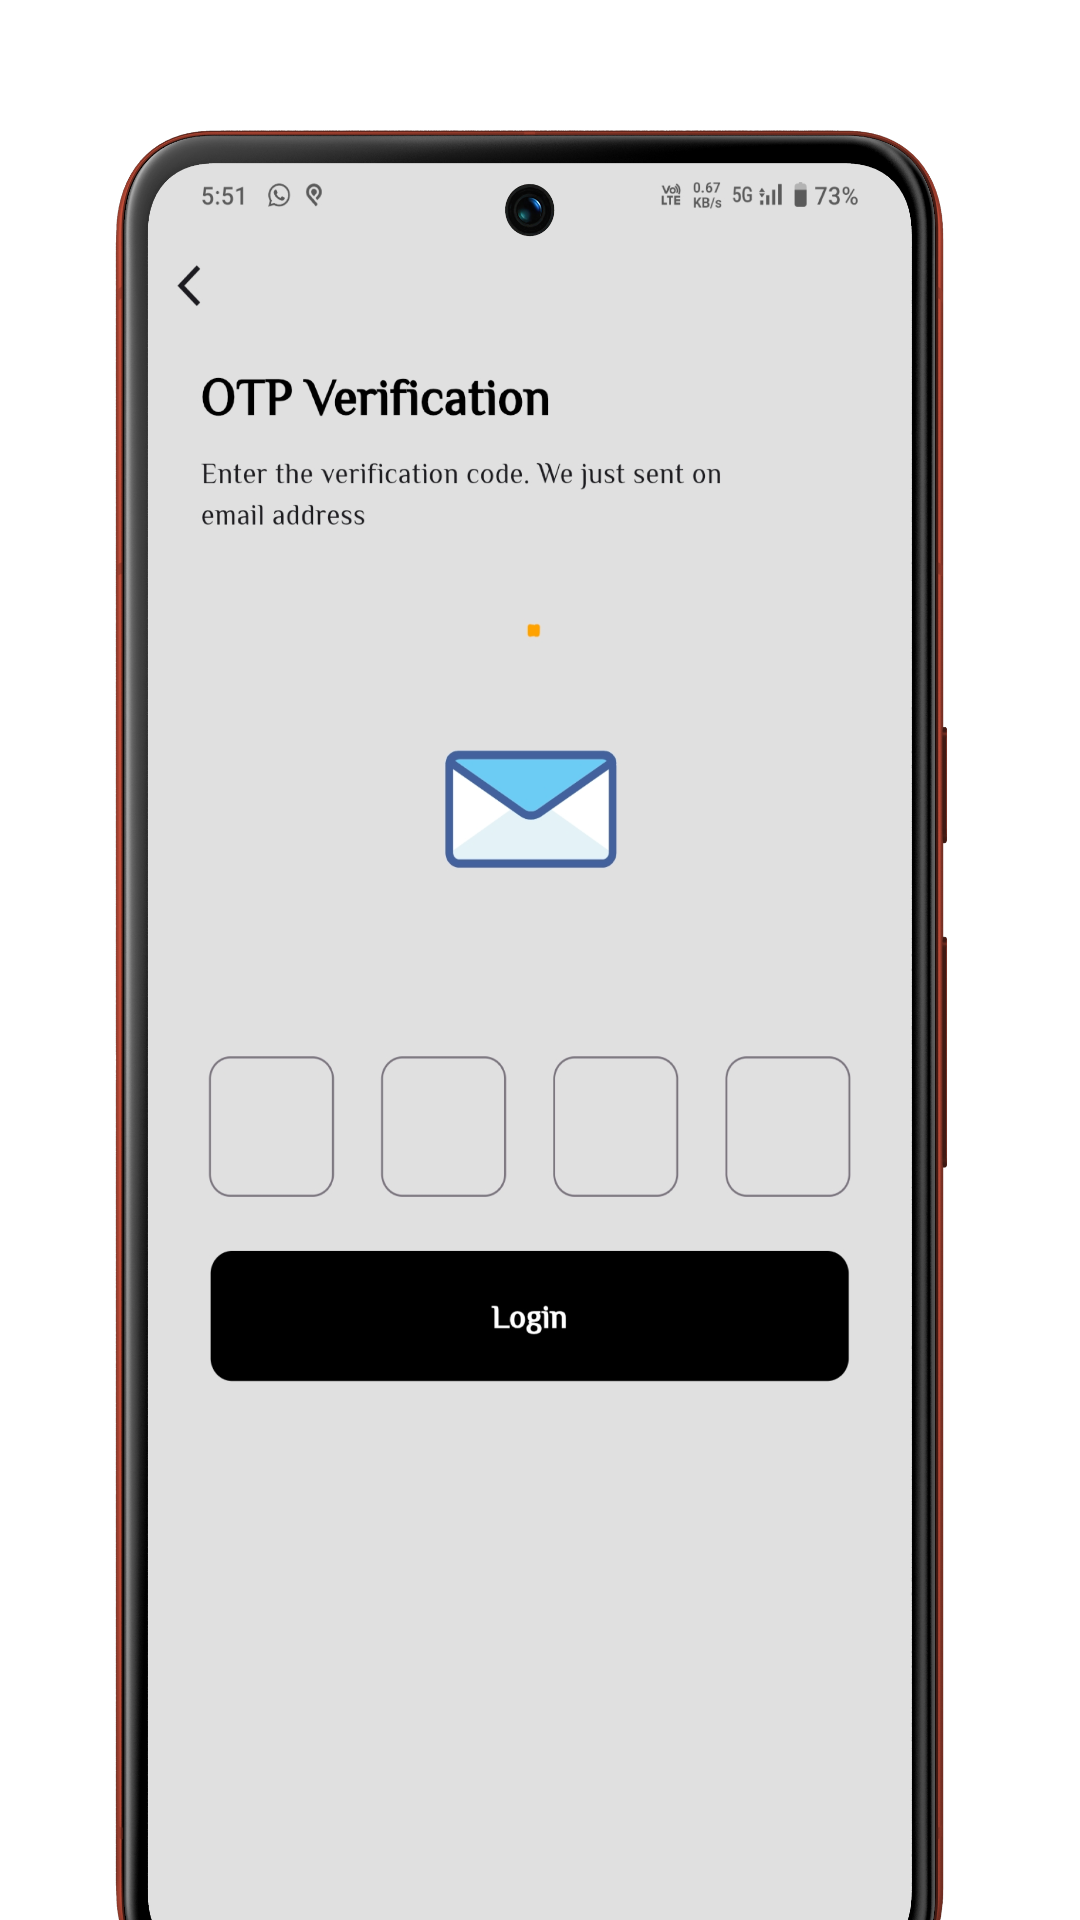 5:51 Vo) LTE 0.67 KB/s 5G 73%
OTP Verification
Enter the verification code. We just sent on
email address
Login